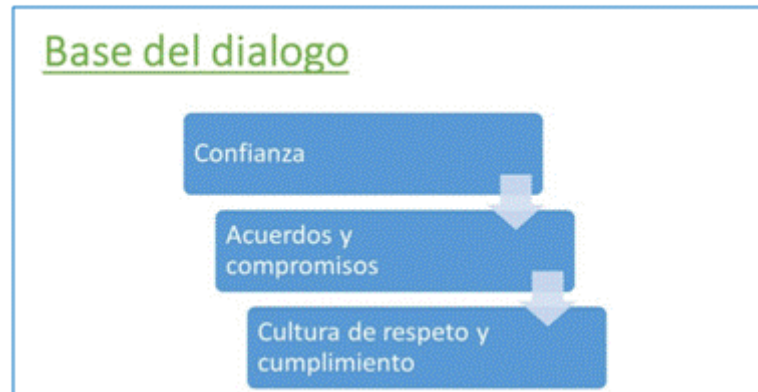 Base del dialogo
Confianza
Acuerdos y
compromisos
Cultura de respeto y
cumplimiento